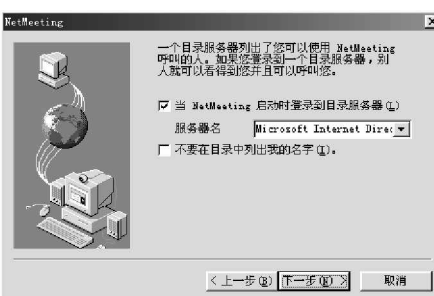 NetMeeting
一个目录服务器列出了您可以使用 NetMeeting
呼叫的人。如果您登录到一个目录服务器，别
人就可以看得到您并且可以呼叫您。
当 NetMeeting 启动时登录到目录服务器(L)
服务器名 Microsoft Internet Direc
不要在目录中列出我的名字(I)。
< 上一步(B) 下一步(N) > 取消